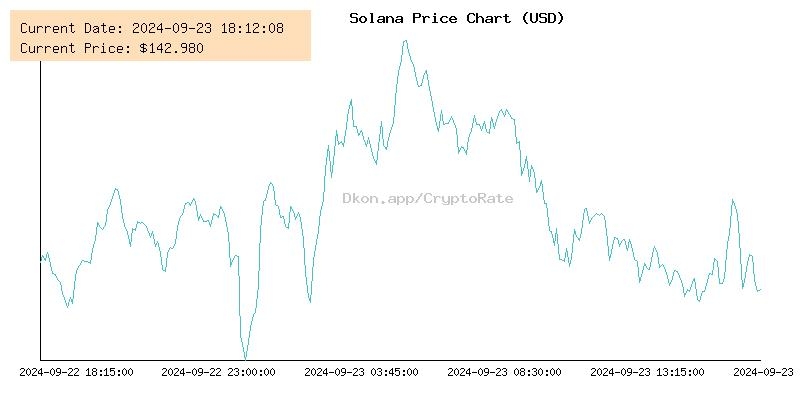 Solana Price Chart (USD)
Current Date: 2024-09-23 18:12:08
Current Price: $142.980
Dkon.app/CryptoRate
2024-09-22 18:15:00 2024-09-22 23:00:00 2024-09-23 03:45:00 2024-09-23 08:30:00 2024-09-23 13:15:00 2024-09-23